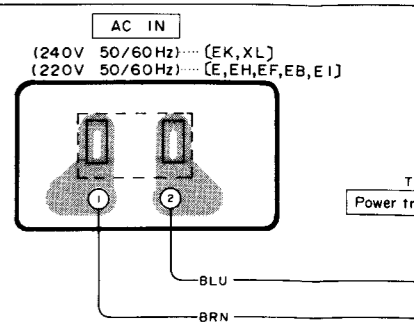 AC IN
(240V 50/60Hz)····[EK,XL]
(220V 50/60Hz)····[E,EH,EF,EB,EI]
1 2
T
Power tr
BLU
BRN